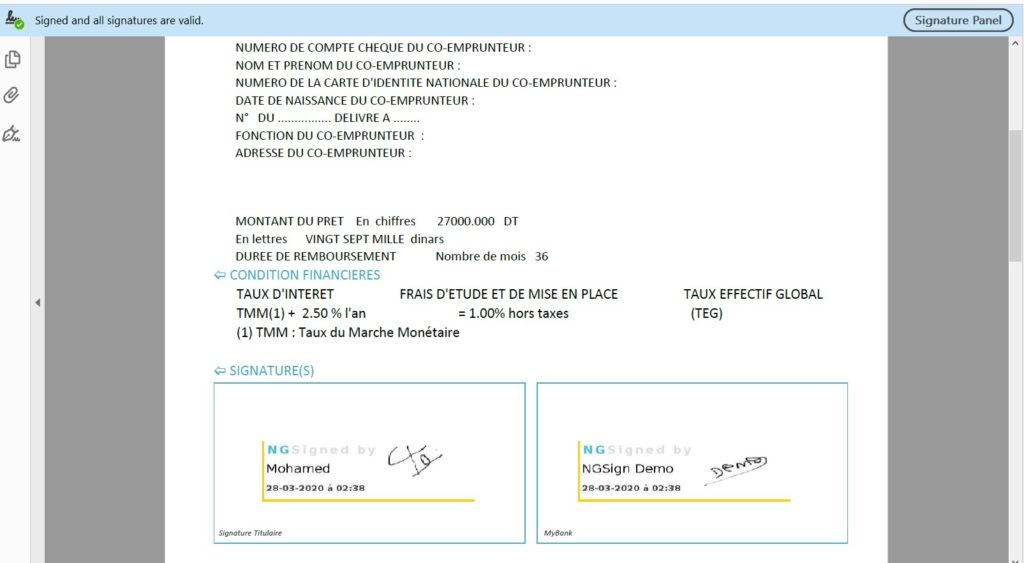 Signed and all signatures are valid.
Signature Panel
NUMERO DE COMPTE CHEQUE DU CO-EMPRUNTEUR :
NOM ET PRENOM DU CO-EMPRUNTEUR :
NUMERO DE LA CARTE D'IDENTITE NATIONALE DU CO-EMPRUNTEUR :
DATE DE NAISSANCE DU CO-EMPRUNTEUR :
N° DU ................ DELIVRE A ........
FONCTION DU CO-EMPRUNTEUR :
ADRESSE DU CO-EMPRUNTEUR :
MONTANT DU PRET En chiffres 27000.000 DT
En lettres VINGT SEPT MILLE dinars
DUREE DE REMBOURSEMENT Nombre de mois 36
⇦ CONDITION FINANCIERES
TAUX D'INTERET FRAIS D'ETUDE ET DE MISE EN PLACE TAUX EFFECTIF GLOBAL
TMM(1) + 2.50 % l'an = 1.00% hors taxes (TEG)
(1) TMM : Taux du Marche Monétaire
⇦ SIGNATURE(S)
NGSigned by
Mohamed
28-03-2020 à 02:38
Signature Titulaire
NGSigned by
NGSign Demo
28-03-2020 à 02:38
Demo
MyBank